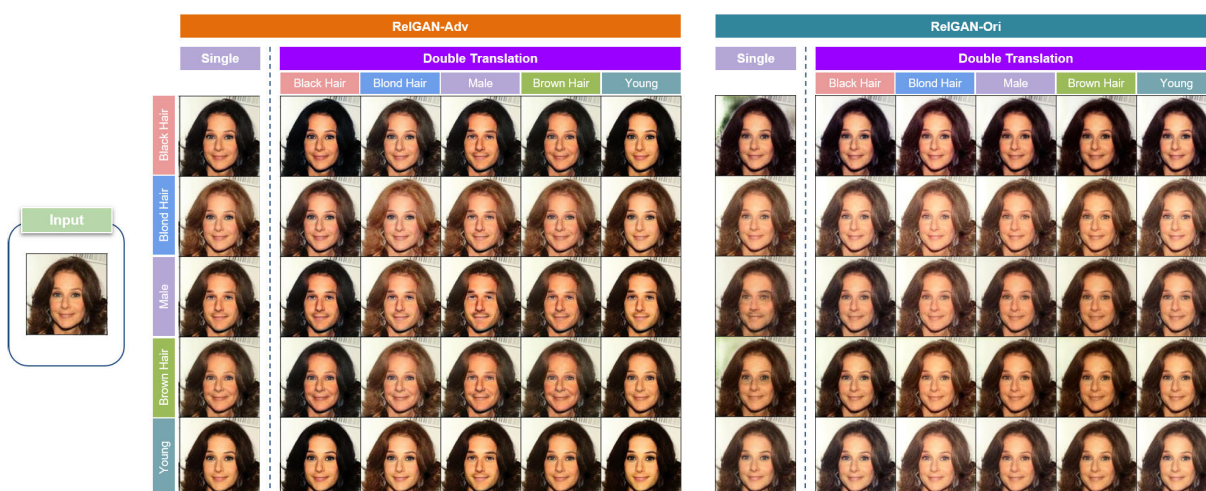 RelGAN-Adv
RelGAN-Ori
Single
Double Translation
Single
Double Translation
Black Hair
Blond Hair
Male
Brown Hair
Young
Black Hair
Blond Hair
Male
Brown Hair
Young
Input
Black Hair
Blond Hair
Male
Brown Hair
Young